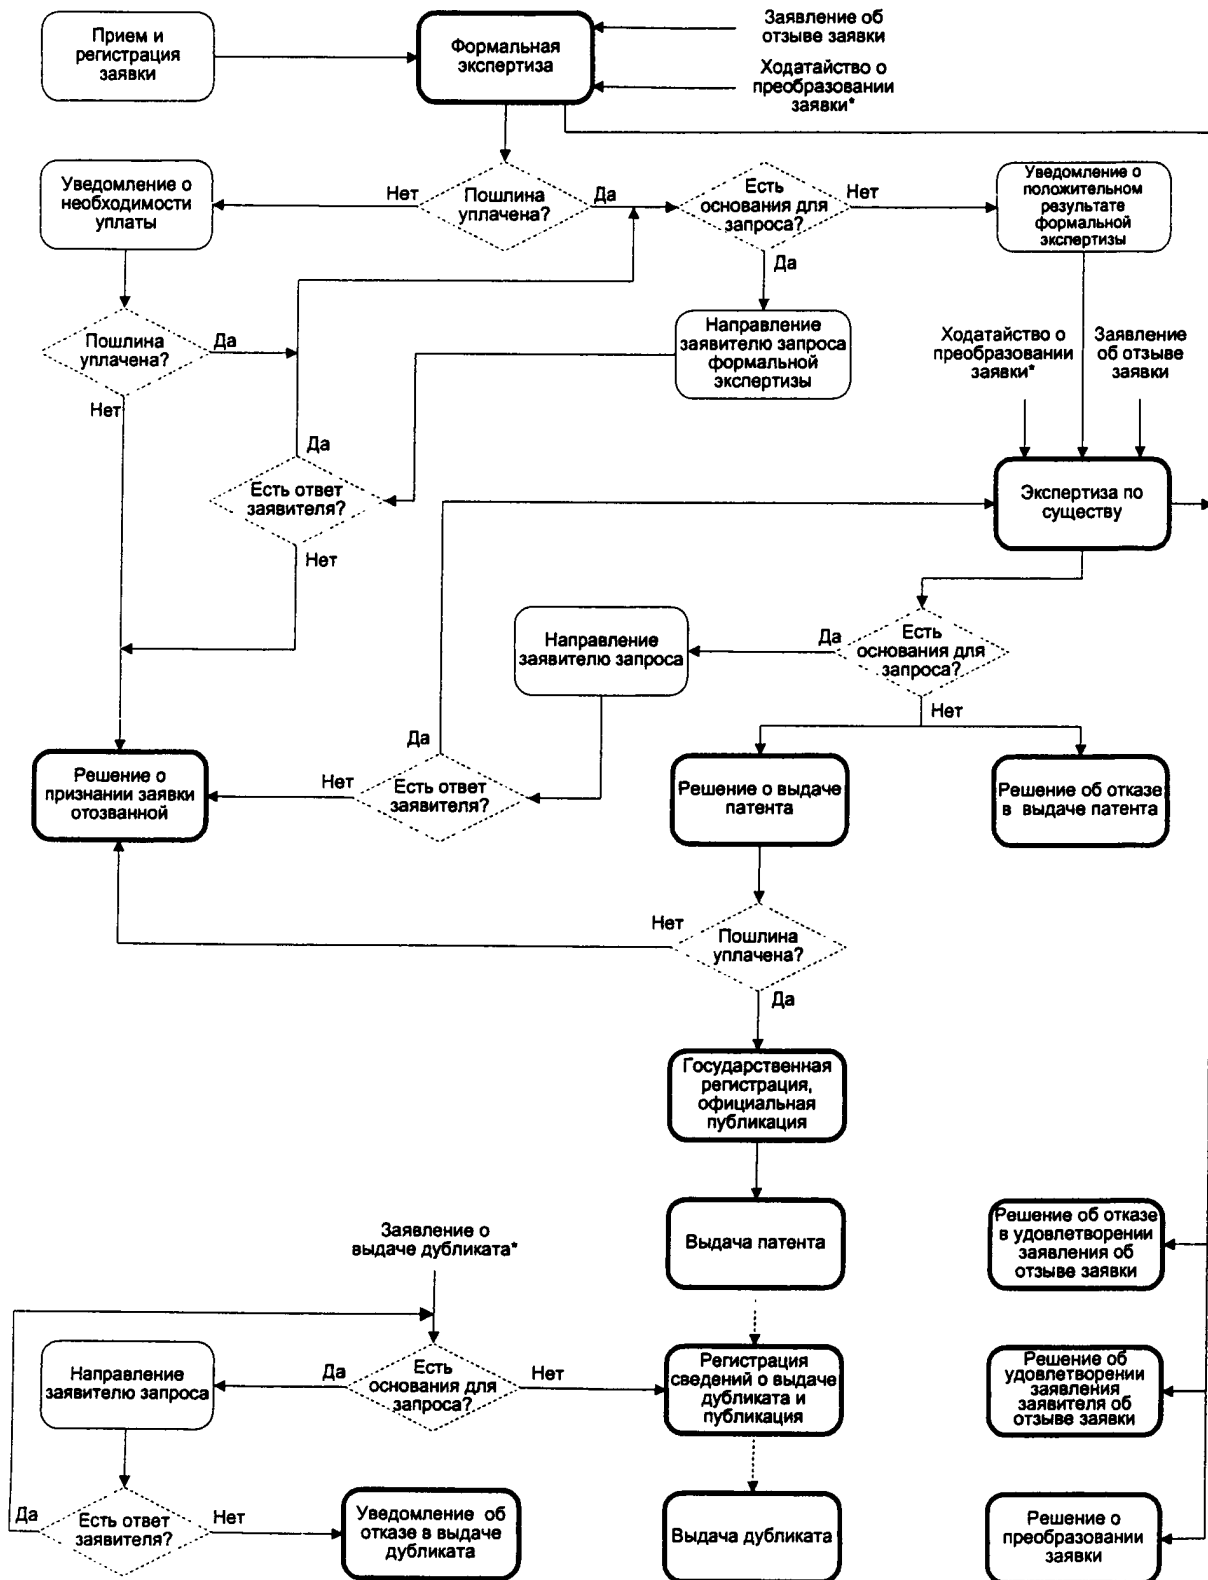 Прием и
регистрация
заявки
Формальная
экспертиза
Заявление об
отзыве заявки
Ходатайство о
преобразовании
заявки*
Уведомление о
необходимости
уплаты
Нет
Пошлина
уплачена?
Да
Есть
основания для
запроса?
Нет
Уведомление о
положительном
результате
формальной
экспертизы
Да
Пошлина
уплачена?
Да
Нет
Направление
заявителю запроса
формальной
экспертизы
Ходатайство о
преобразовании
заявки*
Заявление
об отзыве
заявки
Да
Есть ответ
заявителя?
Нет
Экспертиза по
существу
Направление
заявителю запроса
Да
Есть
основания для
запроса?
Нет
Решение о
признании заявки
отозванной
Нет
Да
Есть ответ
заявителя?
Решение о выдаче
патента
Решение об отказе
в выдаче патента
Нет
Пошлина
уплачена?
Да
Государственная
регистрация,
официальная
публикация
Заявление о
выдаче дубликата*
Выдача патента
Решение об отказе
в удовлетворении
заявления об
отзыве заявки
Направление
заявителю запроса
Да
Есть
основания для
запроса?
Нет
Регистрация
сведений о выдаче
дубликата и
публикация
Решение об
удовлетворении
заявления
заявителя об
отзыве заявки
Да
Есть ответ
заявителя?
Нет
Уведомление об
отказе в выдаче
дубликата
Выдача дубликата
Решение о
преобразовании
заявки